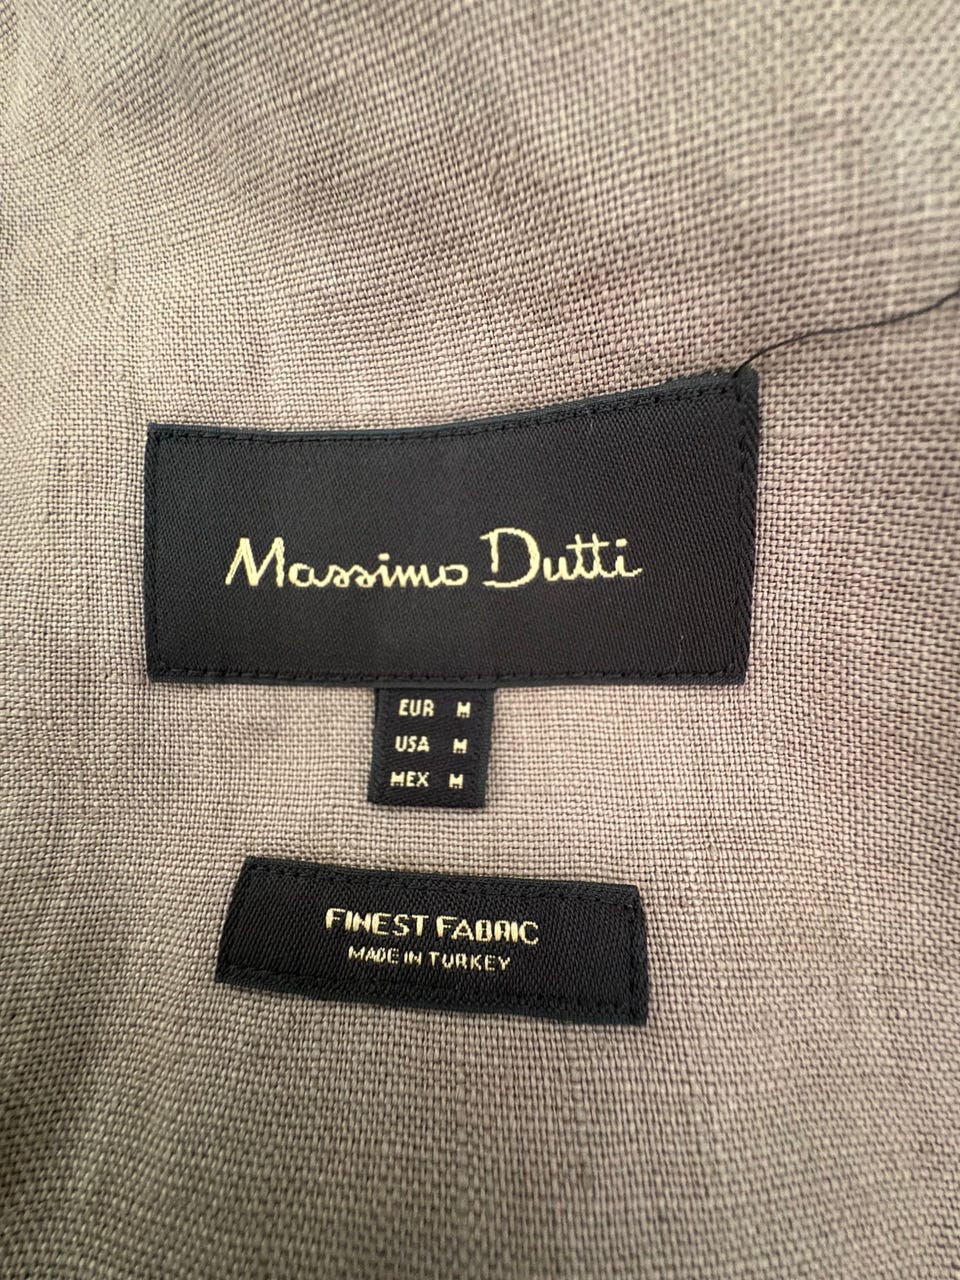 Massimo Dutti
EUR M
USA M
MEX M
FINEST FABRIC
MADE IN TURKEY